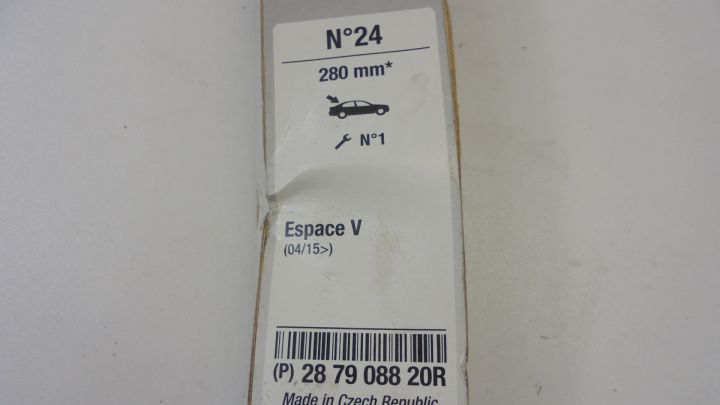 N°24
280 mm*
N°1
Espace V
(04/15>)
(P) 28 79 088 20R
Made in Czech Republic